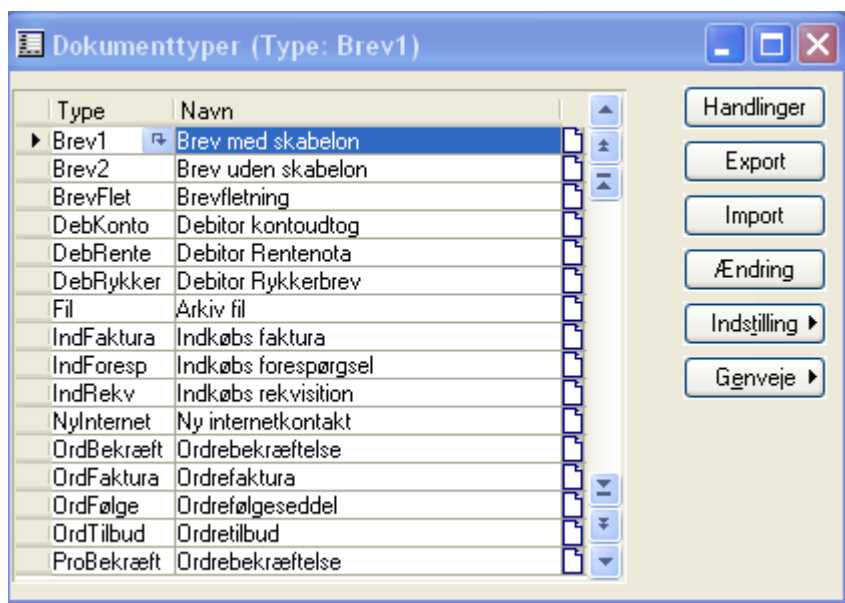 Dokumenttyper (Type: Brev1)
Type Navn
Brev1 Brev med skabelon
Brev2 Brev uden skabelon
BrevFlet Brevfletning
DebKonto Debitor kontoudtog
DebRente Debitor Rentenota
DebRykker Debitor Rykkerbrev
Fil Arkiv fil
IndFaktura Indkøbs faktura
IndForesp Indkøbs forespørgsel
IndRekv Indkøbs rekvisition
NyInternet Ny internetkontakt
OrdBekræft Ordrebekræftelse
OrdFaktura Ordrefaktura
OrdFølge Ordrefølgeseddel
OrdTilbud Ordretilbud
ProBekræft Ordrebekræftelse
Handlinger
Export
Import
Ændring
Indstilling
Genveje